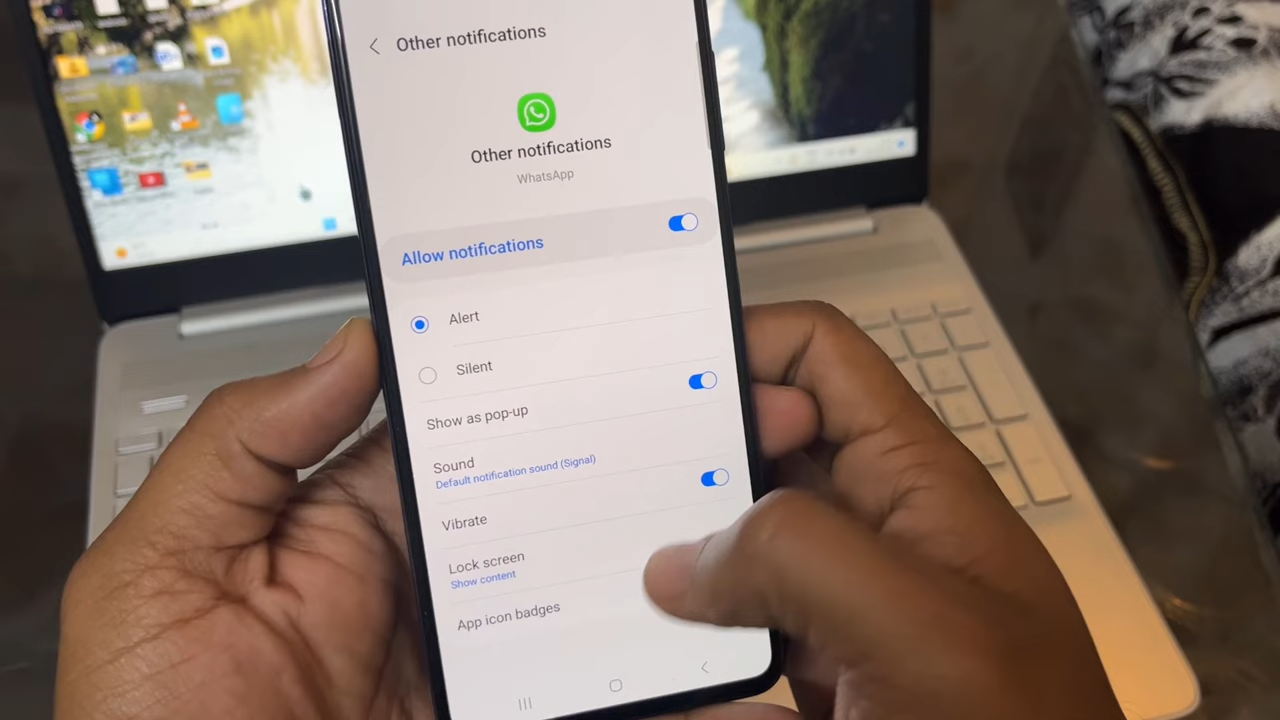 Other notifications
Other notifications
WhatsApp
Allow notifications
Alert
Silent
Show as pop-up
Sound
Default notification sound (Signal)
Vibrate
Lock screen
Show content
App icon badges